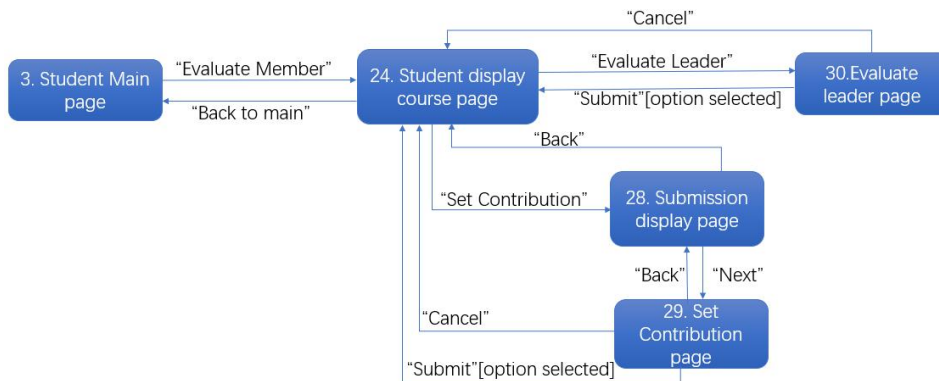 “Cancel”
3. Student Main
page
“Evaluate Member”
“Back to main”
24. Student display
course page
“Evaluate Leader”
“Submit”[option selected]
30.Evaluate
leader page
“Back”
“Set Contribution”
28. Submission
display page
“Back”
“Next”
“Cancel”
29. Set
Contribution
page
“Submit”[option selected]